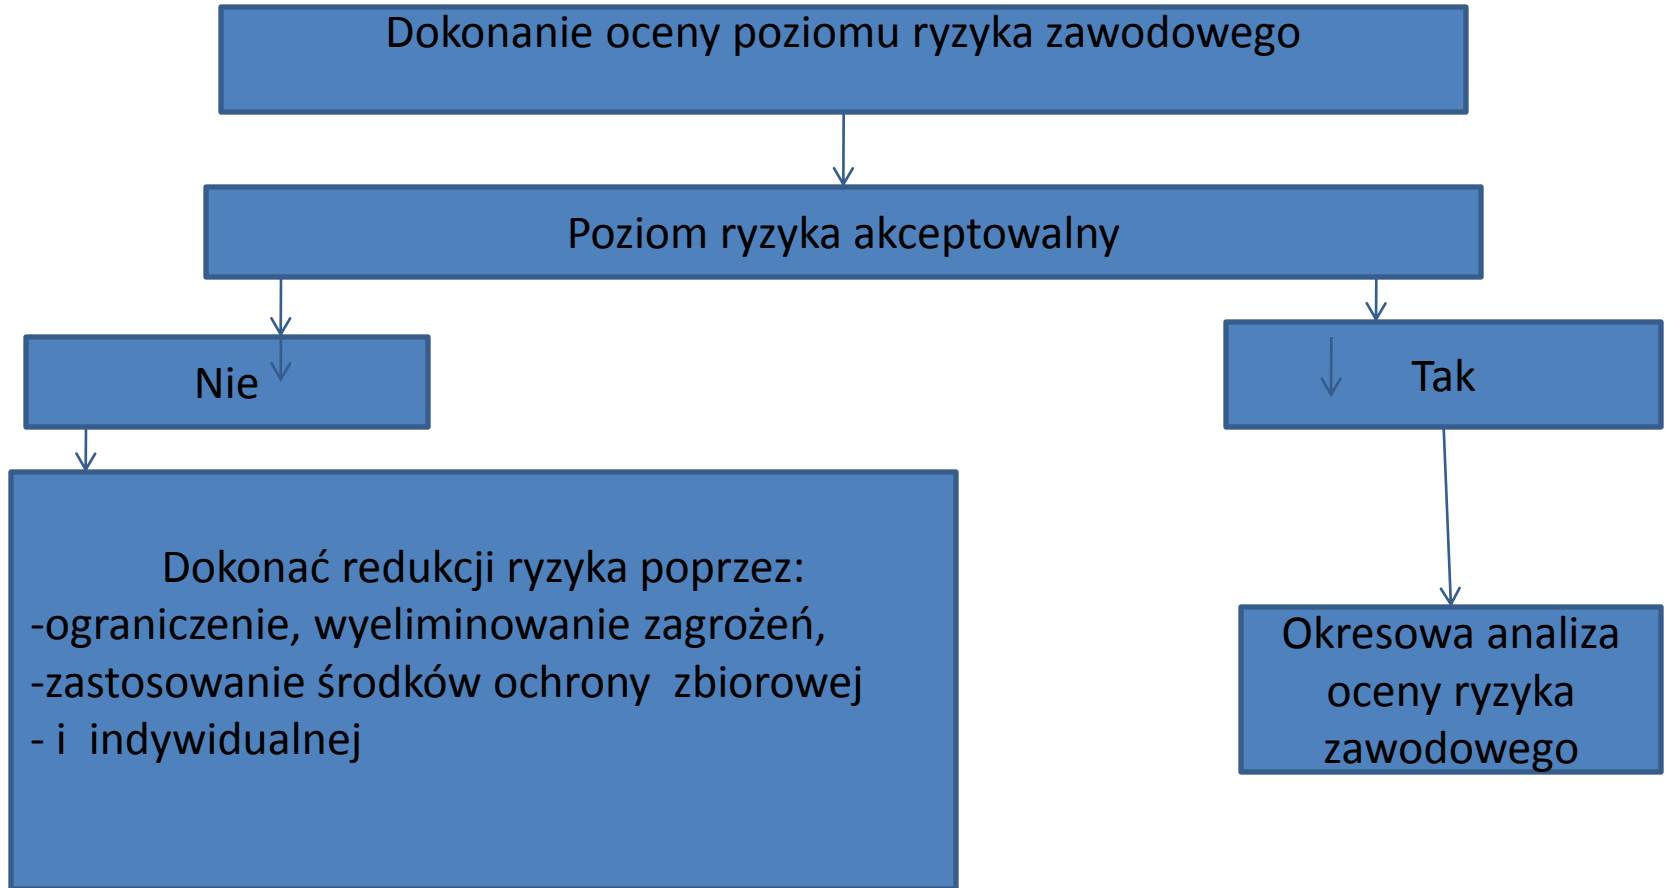 Dokonanie oceny poziomu ryzyka zawodowego
Poziom ryzyka akceptowalny
Nie
Tak
Dokonać redukcji ryzyka poprzez:
-ograniczenie, wyeliminowanie zagrożeń,
-zastosowanie środków ochrony  zbiorowej
- i  indywidualnej
Okresowa analiza
oceny ryzyka
zawodowego